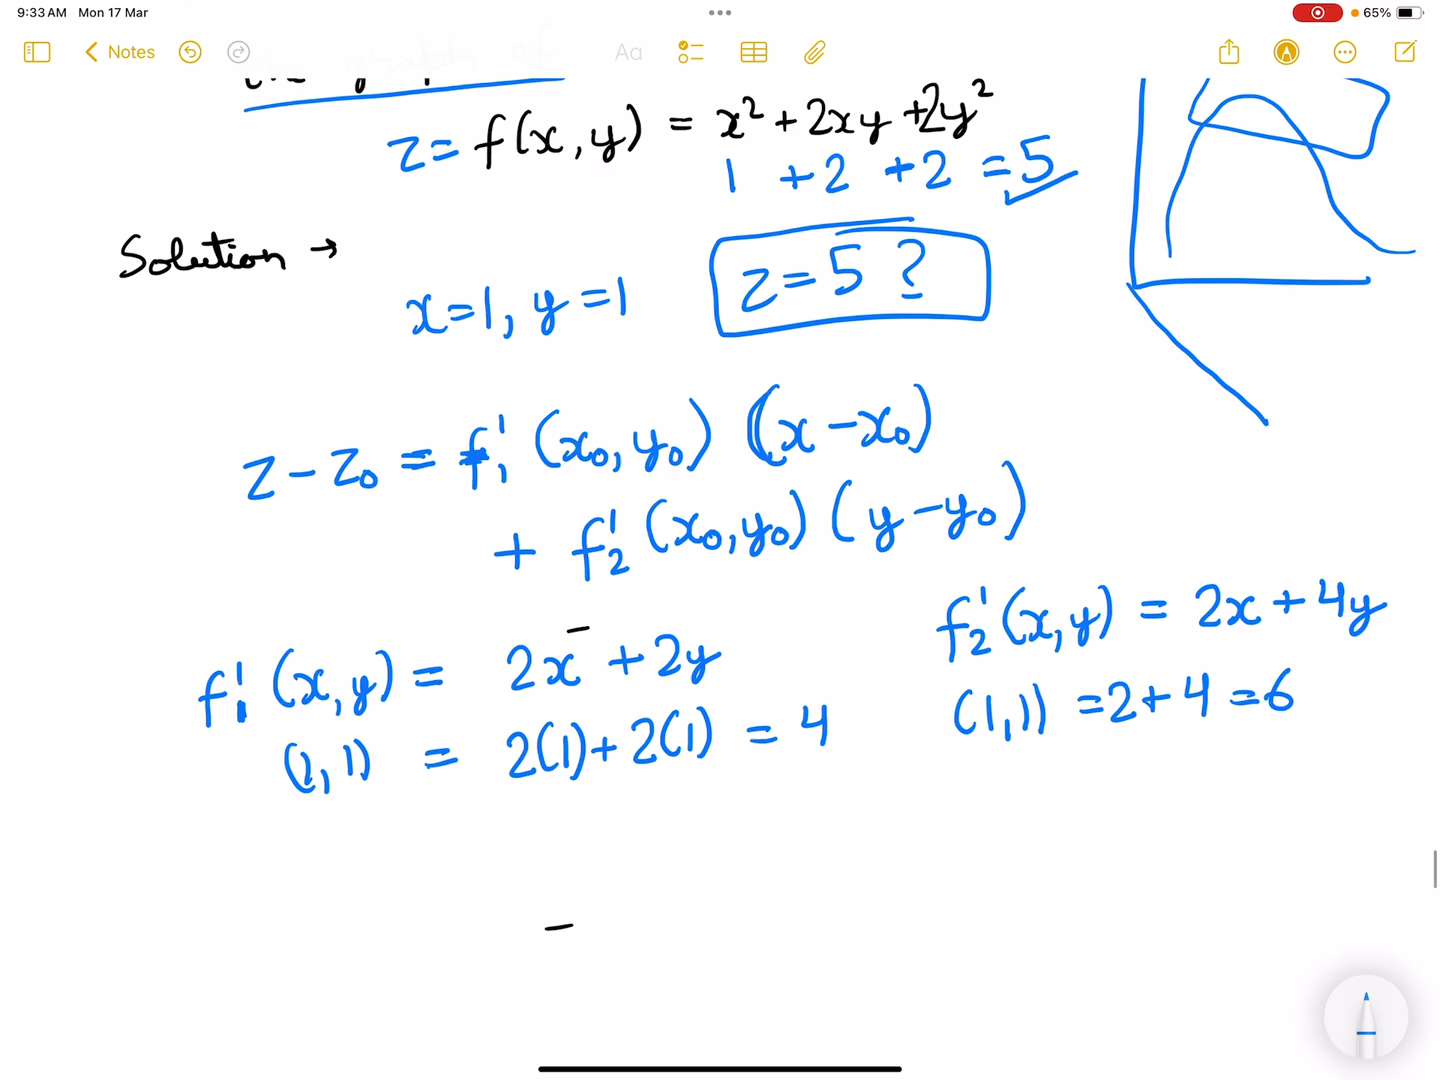 9:33 AM Mon 17 Mar
65%
Notes
Aa
z = f(x, y) = x² + 2xy + 2y²
1 + 2 + 2 = 5
Solution →
x = 1, y = 1
z = 5 ?
z - z₀ = f₁'(x₀, y₀) (x - x₀)
+ f₂'(x₀, y₀) (y - y₀)
f₁'(x, y) = 2x + 2y
(1, 1) = 2(1) + 2(1) = 4
f₂'(x, y) = 2x + 4y
(1, 1) = 2 + 4 = 6